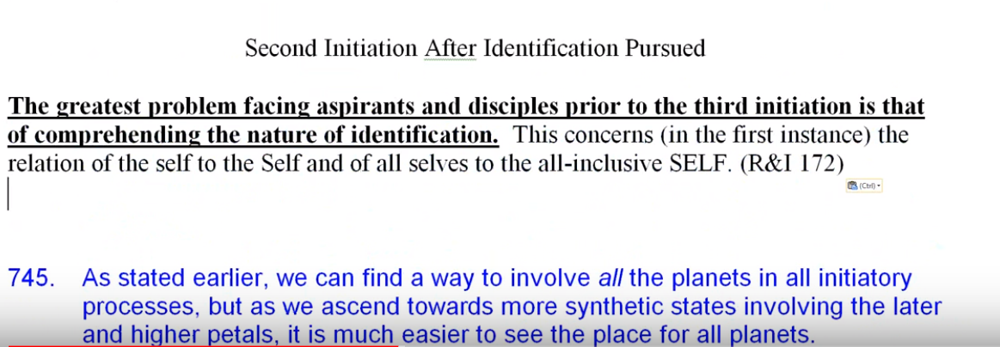 Second Initiation After Identification Pursued
The greatest problem facing aspirants and disciples prior to the third initiation is that
of comprehending the nature of identification. This concerns (in the first instance) the
relation of the self to the Self and of all selves to the all-inclusive SELF. (R&I 172)
(Ctrl)
745. As stated earlier, we can find a way to involve all the planets in all initiatory
processes, but as we ascend towards more synthetic states involving the later
and higher petals, it is much easier to see the place for all planets.